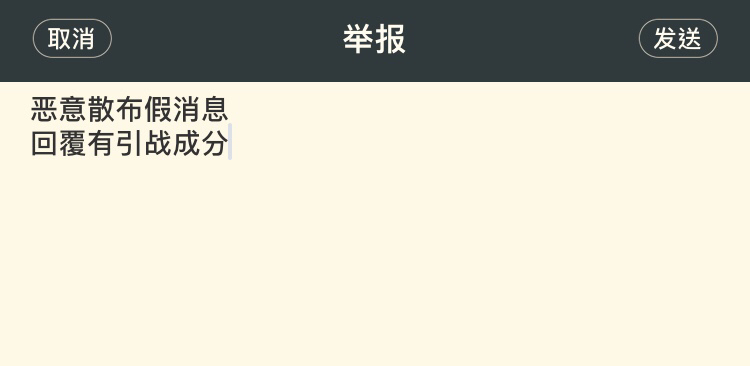 取消 举报 发送
恶意散布假消息
回覆有引战成分